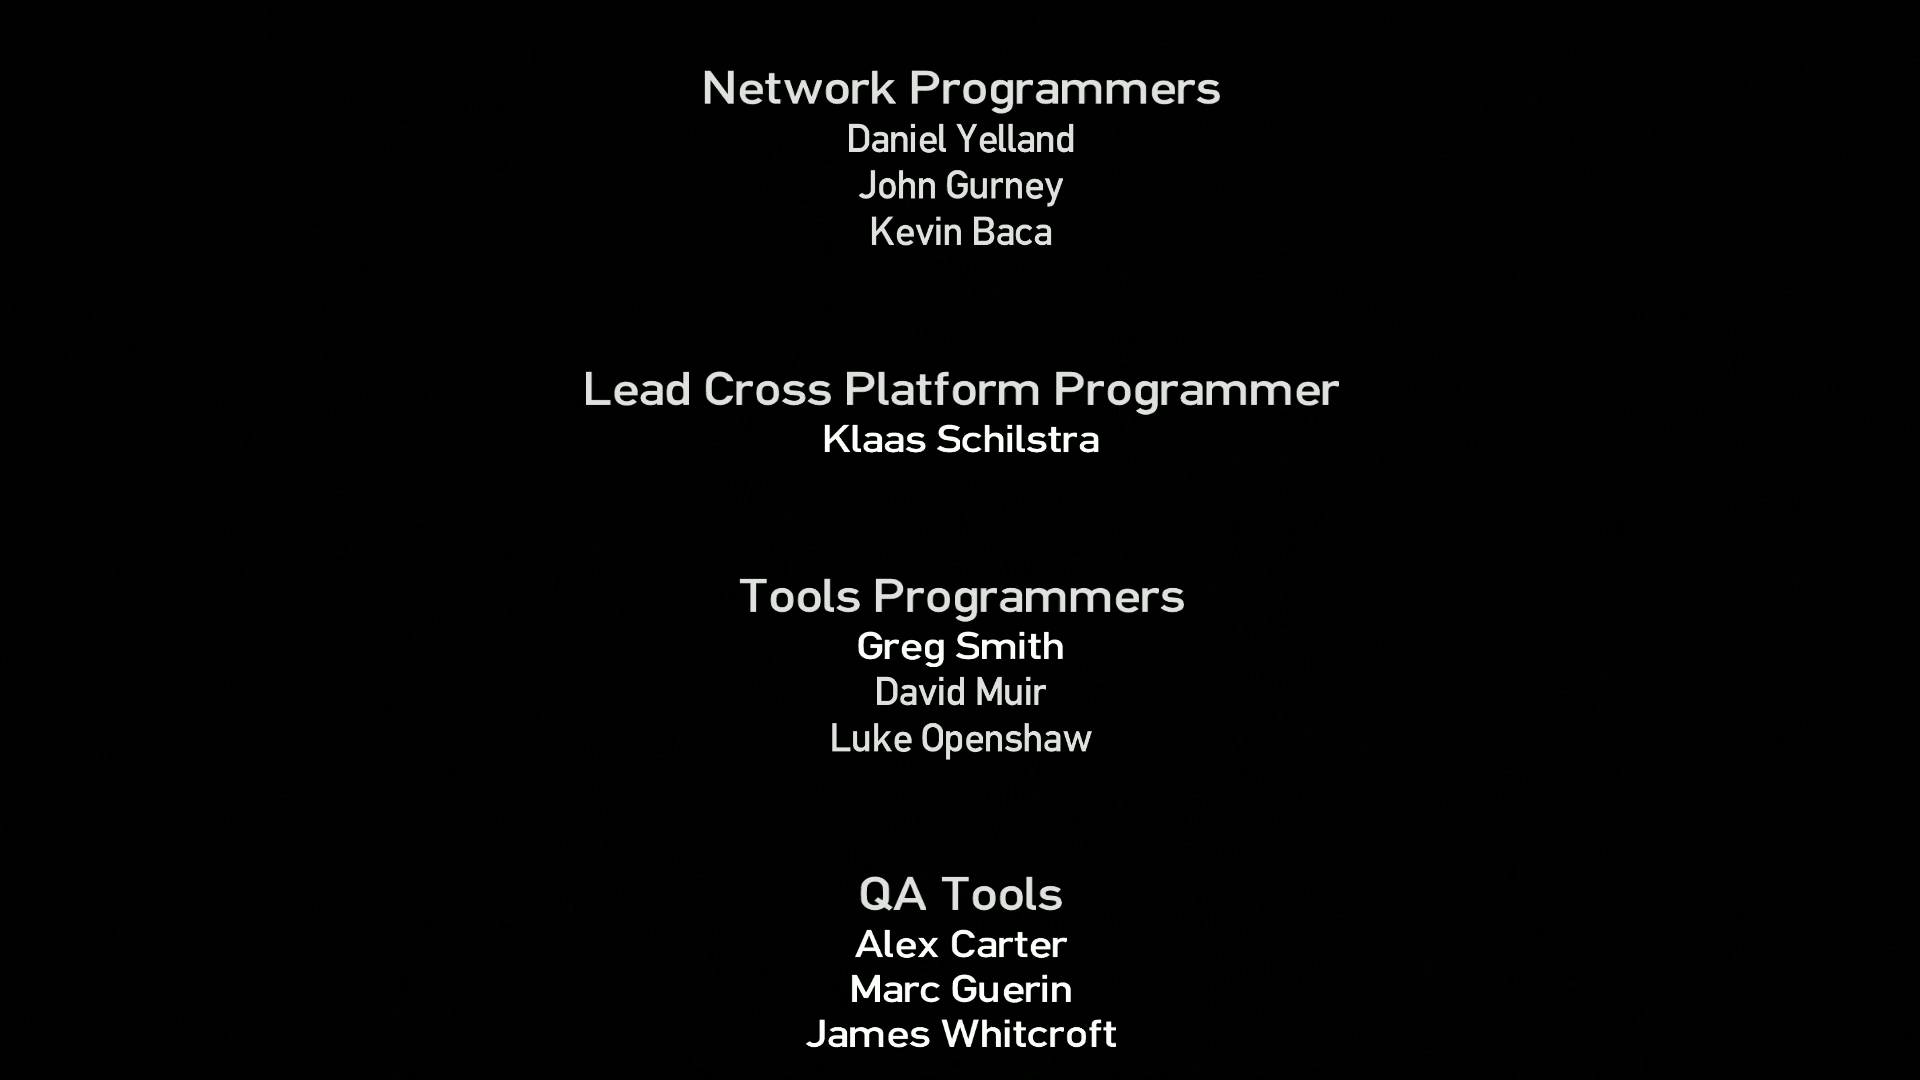 Network Programmers
Daniel Yelland
John Gurney
Kevin Baca
Lead Cross Platform Programmer
Klaas Schilstra
Tools Programmers
Greg Smith
David Muir
Luke Openshaw
QA Tools
Alex Carter
Marc Guerin
James Whitcroft